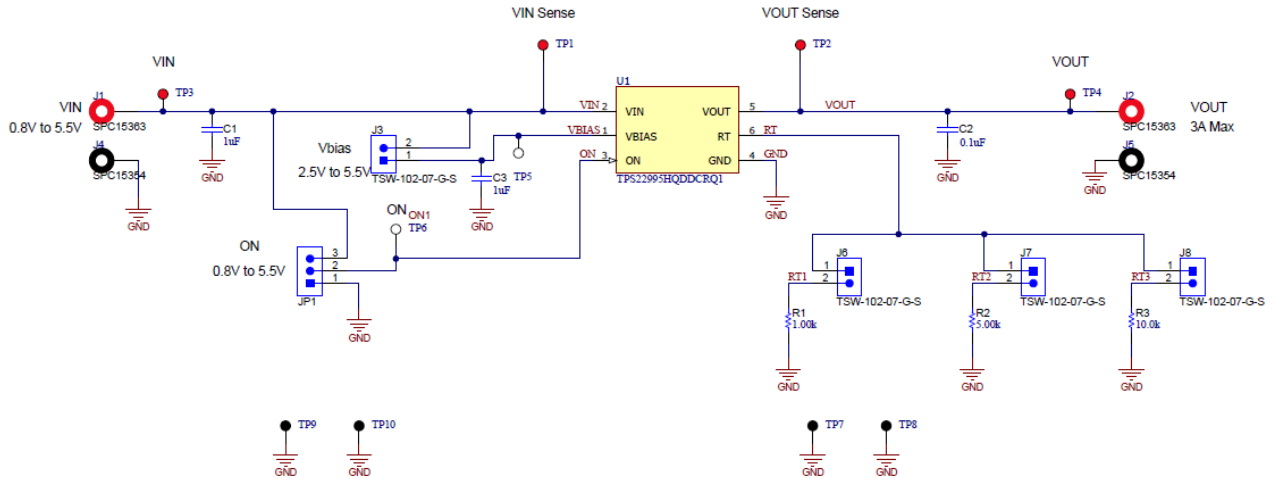 VIN Sense
VOUT Sense
TP1
TP2
VIN
VOUT
U1
J1
TP3
TP4
J2
VIN
0.8V to 5.5V
SPC15363
C1
1uF
GND
J4
SPC15354
GND
J3
2
1
Vbias
2.5V to 5.5V
TSW-102-07-G-S
C3
1uF
GND
TP5
VIN 2
VBIAS 1
ON 3
VIN
VBIAS
ON
VOUT
RT
GND
5
6
4
VOUT
RT
GND
TPS22995HQDDCRQ1
GND
C2
0.1uF
GND
SPC15363
VOUT
3A Max
J5
SPC15354
GND
ON
ON1
TP6
ON
0.8V to 5.5V
3
2
1
JP1
GND
J6
1
2
RT1
TSW-102-07-G-S
R1
1.00k
GND
J7
1
2
RT2
TSW-102-07-G-S
R2
5.00k
GND
J8
1
2
RT3
TSW-102-07-G-S
R3
10.0k
GND
TP9
GND
TP10
GND
TP7
GND
TP8
GND